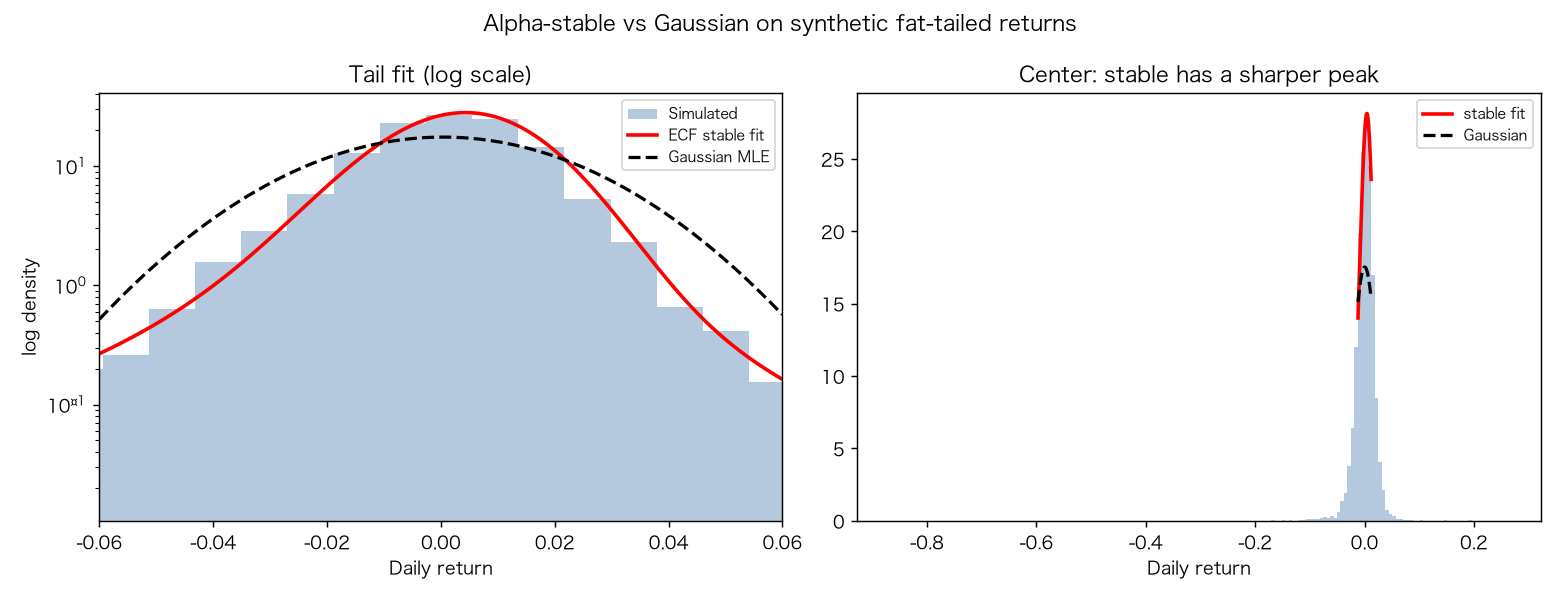 Alpha-stable vs Gaussian on synthetic fat-tailed returns
Tail fit (log scale)
Simulated
ECF stable fit
Gaussian MLE
log density
10¹
10⁰
10¤¹
-0.06
-0.04
-0.02
0.00
0.02
0.04
0.06
Daily return
Center: stable has a sharper peak
stable fit
Gaussian
25
20
15
10
5
0
-0.8
-0.6
-0.4
-0.2
0.0
0.2
Daily return